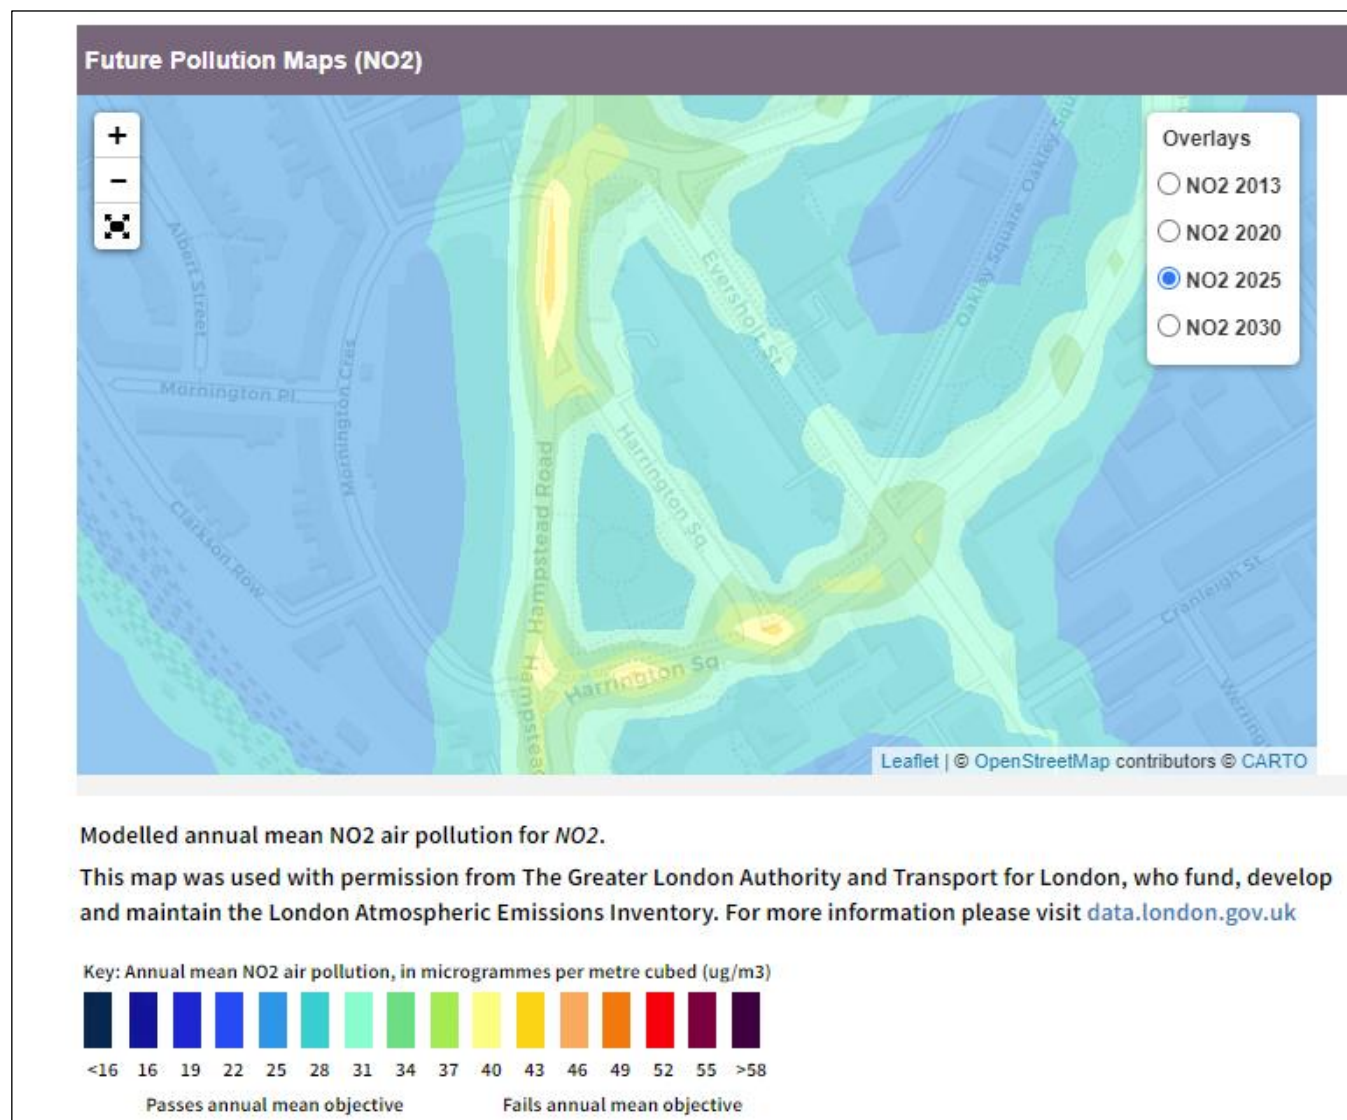 Future Pollution Maps (NO2)
+
−
Overlays
NO2 2013
NO2 2020
NO2 2025
NO2 2030
Albert Street
Mornington Pl.
Mornington Cres
Clarkson Row
Hampstead Road
Hampstead
Harrington Sq.
Harrington Sq
Eversholt St.
Oakley Square
Oakley Squ
Cranleigh St
Werring
Leaflet | © OpenStreetMap contributors © CARTO
Modelled annual mean NO2 air pollution for NO2.
This map was used with permission from The Greater London Authority and Transport for London, who fund, develop
and maintain the London Atmospheric Emissions Inventory. For more information please visit data.london.gov.uk
Key: Annual mean NO2 air pollution, in microgrammes per metre cubed (ug/m3)
<16 16 19 22 25 28 31 34 37 40 43 46 49 52 55 >58
Passes annual mean objective Fails annual mean objective